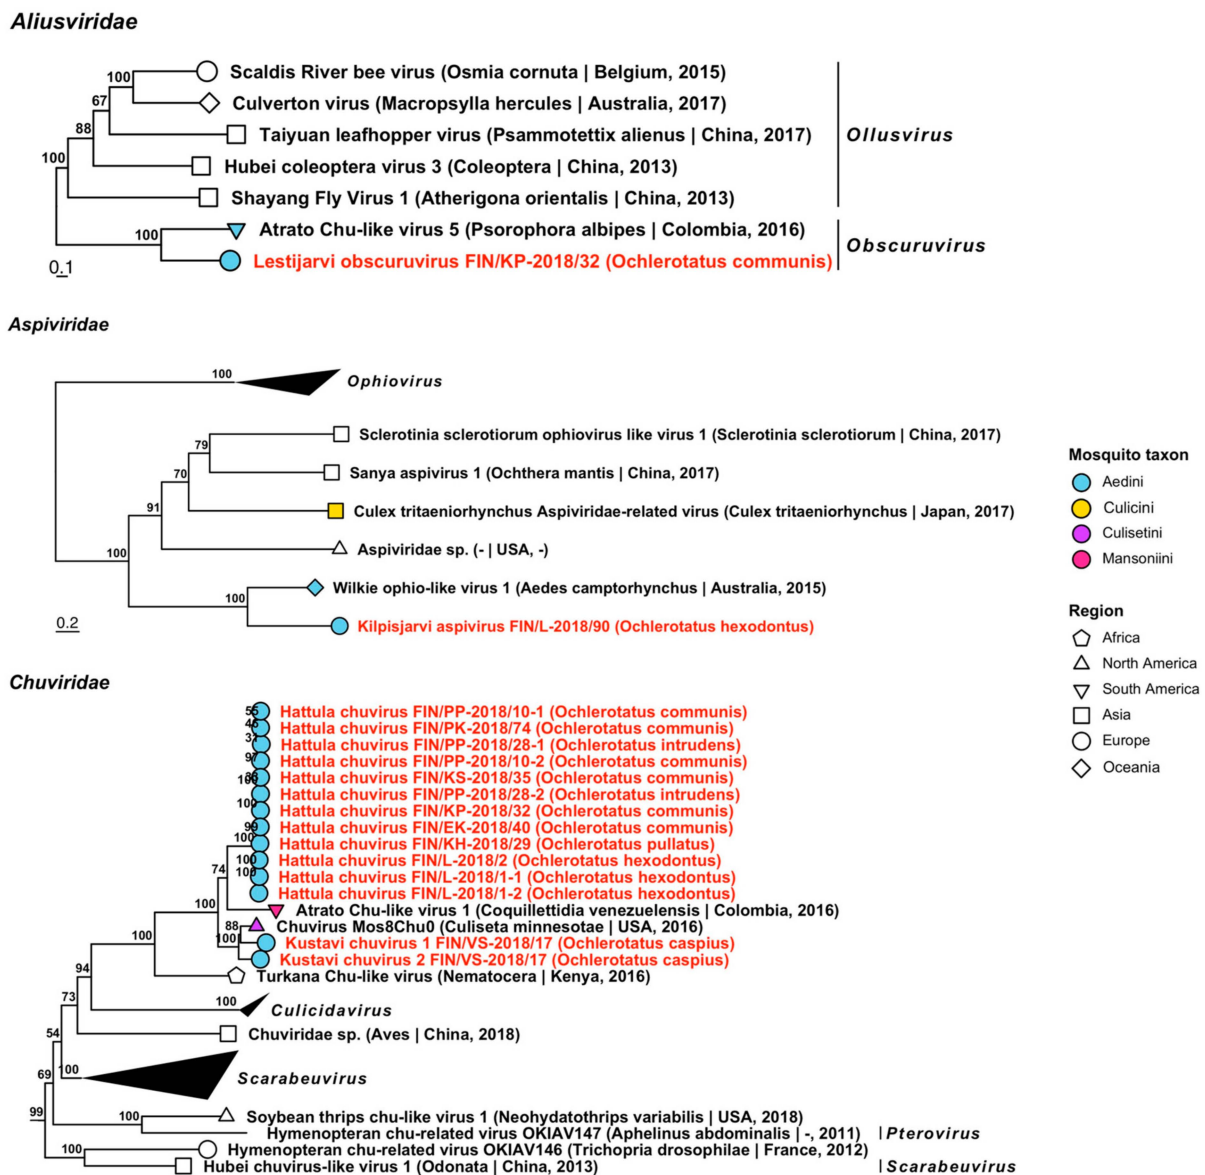 Aliusviridae
100
Scaldis River bee virus (Osmia cornuta | Belgium, 2015)
67
Culverton virus (Macropsylla hercules | Australia, 2017)
88
Taiyuan leafhopper virus (Psammotettix alienus | China, 2017)
Ollusvirus
100
Hubei coleoptera virus 3 (Coleoptera | China, 2013)
Shayang Fly Virus 1 (Atherigona orientalis | China, 2013)
100
Atrato Chu-like virus 5 (Psorophora albipes | Colombia, 2016)
Obscuruvirus
Lestijarvi obscuruvirus FIN/KP-2018/32 (Ochlerotatus communis)
0.1
Aspiviridae
100
Ophiovirus
79
Sclerotinia sclerotiorum ophiovirus like virus 1 (Sclerotinia sclerotiorum | China, 2017)
70
Sanya aspivirus 1 (Ochthera mantis | China, 2017)
91
Culex tritaeniorhynchus Aspiviridae-related virus (Culex tritaeniorhynchus | Japan, 2017)
100
Aspiviridae sp. (- | USA, -)
100
Wilkie ophio-like virus 1 (Aedes camptorhynchus | Australia, 2015)
Kilpisjarvi aspivirus FIN/L-2018/90 (Ochlerotatus hexodontus)
0.2
Mosquito taxon
Aedini
Culicini
Culisetini
Mansoniini
Region
Africa
North America
South America
Asia
Europe
Oceania
Chuviridae
55
Hattula chuvirus FIN/PP-2018/10-1 (Ochlerotatus communis)
Hattula chuvirus FIN/PK-2018/74 (Ochlerotatus communis)
Hattula chuvirus FIN/PP-2018/28-1 (Ochlerotatus intrudens)
97
Hattula chuvirus FIN/PP-2018/10-2 (Ochlerotatus communis)
Hattula chuvirus FIN/KS-2018/35 (Ochlerotatus communis)
Hattula chuvirus FIN/PP-2018/28-2 (Ochlerotatus intrudens)
100
Hattula chuvirus FIN/KP-2018/32 (Ochlerotatus communis)
99
Hattula chuvirus FIN/EK-2018/40 (Ochlerotatus communis)
100
Hattula chuvirus FIN/KH-2018/29 (Ochlerotatus pullatus)
100
Hattula chuvirus FIN/L-2018/2 (Ochlerotatus hexodontus)
100
Hattula chuvirus FIN/L-2018/1-1 (Ochlerotatus hexodontus)
74
Hattula chuvirus FIN/L-2018/1-2 (Ochlerotatus hexodontus)
100
Atrato Chu-like virus 1 (Coquillettidia venezuelensis | Colombia, 2016)
88
Chuvirus Mos8Chu0 (Culiseta minnesotae | USA, 2016)
100
Kustavi chuvirus 1 FIN/VS-2018/17 (Ochlerotatus caspius)
100
Kustavi chuvirus 2 FIN/VS-2018/17 (Ochlerotatus caspius)
94
Turkana Chu-like virus (Nematocera | Kenya, 2016)
73
100
Culicidavirus
54
Chuviridae sp. (Aves | China, 2018)
69
100
Scarabeuvirus
99
100
Soybean thrips chu-like virus 1 (Neohydatothrips variabilis | USA, 2018)
Hymenopteran chu-related virus OKIAV147 (Aphelinus abdominalis | -, 2011)
Pterovirus
100
Hymenopteran chu-related virus OKIAV146 (Trichopria drosophilae | France, 2012)
Hubei chuvirus-like virus 1 (Odonata | China, 2013)
Scarabeuvirus